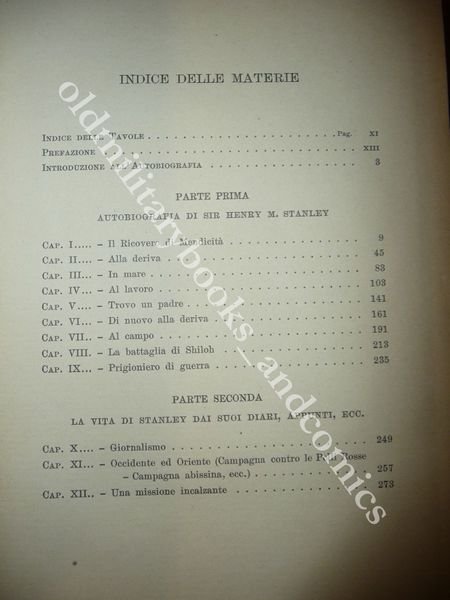 INDICE DELLE MATERIE
INDICE DELLE TAVOLE . . . . . . . . . . . . . . . Pag. XI
PREFAZIONE . . . . . . . . . . . . . . . . . . . . . XIII
INTRODUZIONE ALL'AUTOBIOGRAFIA . . . . . . . . . . . 3
PARTE PRIMA
AUTOBIOGRAFIA DI SIR HENRY M. STANLEY
CAP. I.... – Il Ricovero di Mendicità . . . . . . . . . . 9
CAP. II.... – Alla deriva . . . . . . . . . . . . . . . 45
CAP. III... – In mare . . . . . . . . . . . . . . . . 83
CAP. IV... – Al lavoro . . . . . . . . . . . . . . . 103
CAP. V.... – Trovo un padre . . . . . . . . . . . . . 141
CAP. VI... – Di nuovo alla deriva . . . . . . . . . . . 161
CAP. VII.. – Al campo . . . . . . . . . . . . . . . 191
CAP. VIII. – La battaglia di Shiloh . . . . . . . . . . 213
CAP. IX... – Prigioniero di guerra . . . . . . . . . . 235
PARTE SECONDA
LA VITA DI STANLEY DAI SUOI DIARI, APPUNTI, ECC.
CAP. X.... – Giornalismo . . . . . . . . . . . . . . 249
CAP. XI... – Occidente ed Oriente (Campagna contro le Pelli Rosse
– Campagna abissina, ecc.) . . . . . . . . . . 257
CAP. XII.. – Una missione incalzante . . . . . . . . . 273
oldmilitarybooks_andcomics